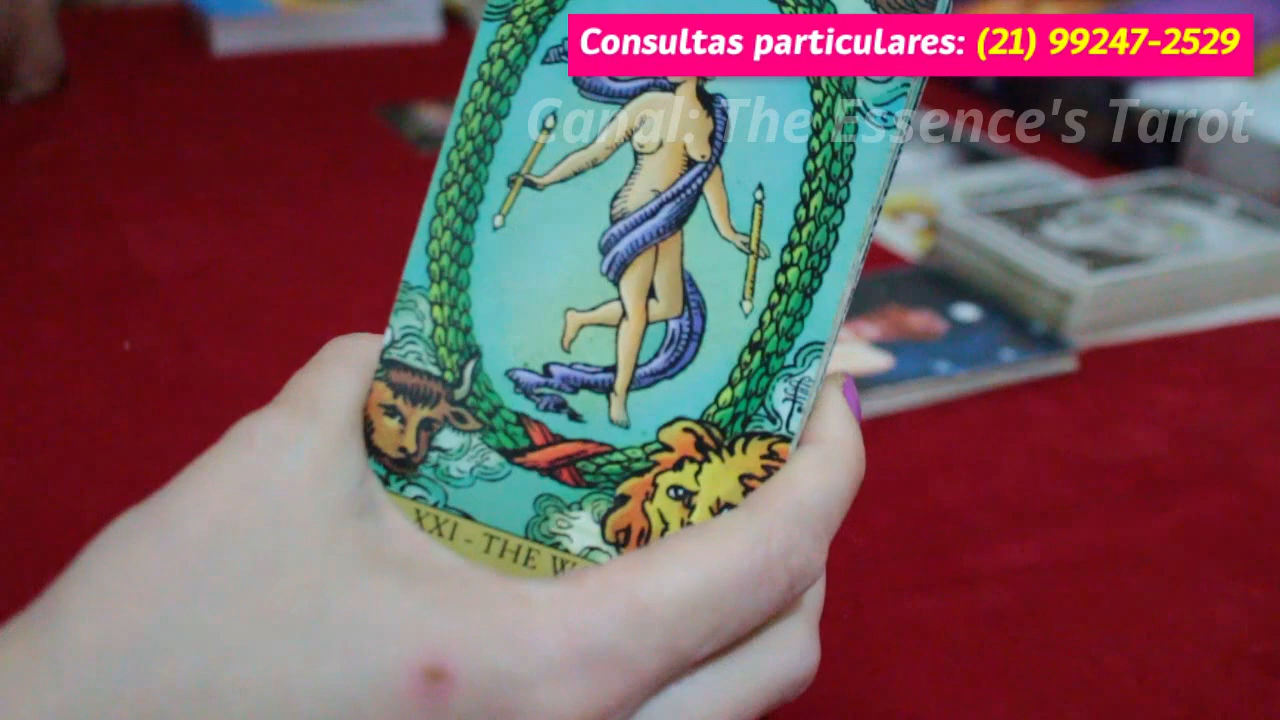 Consultas particulares: (21) 99247-2529
Canal: The Essence's Tarot
XXI - THE